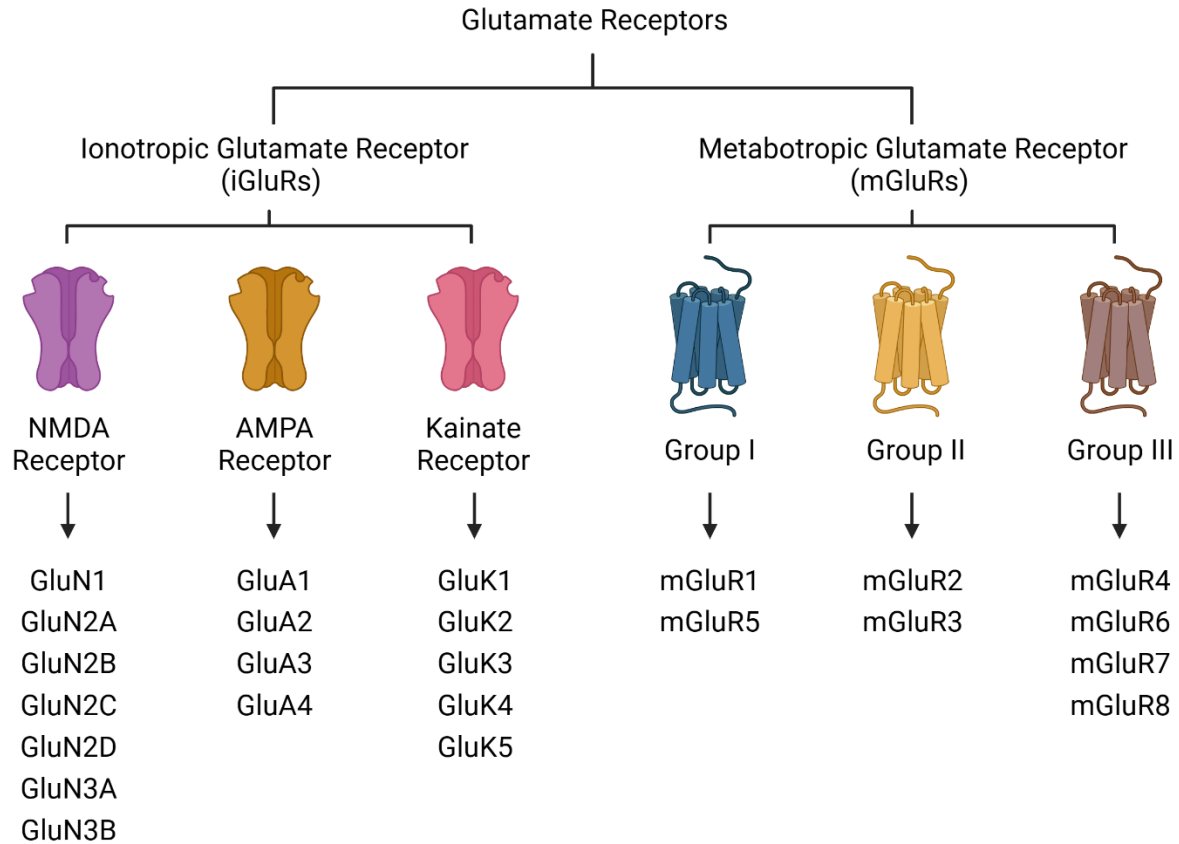 Glutamate Receptors
Ionotropic Glutamate Receptor
(iGluRs)
Metabotropic Glutamate Receptor
(mGluRs)
NMDA
Receptor
AMPA
Receptor
Kainate
Receptor
Group I
Group II
Group III
GluN1
GluN2A
GluN2B
GluN2C
GluN2D
GluN3A
GluN3B
GluA1
GluA2
GluA3
GluA4
GluK1
GluK2
GluK3
GluK4
GluK5
mGluR1
mGluR5
mGluR2
mGluR3
mGluR4
mGluR6
mGluR7
mGluR8